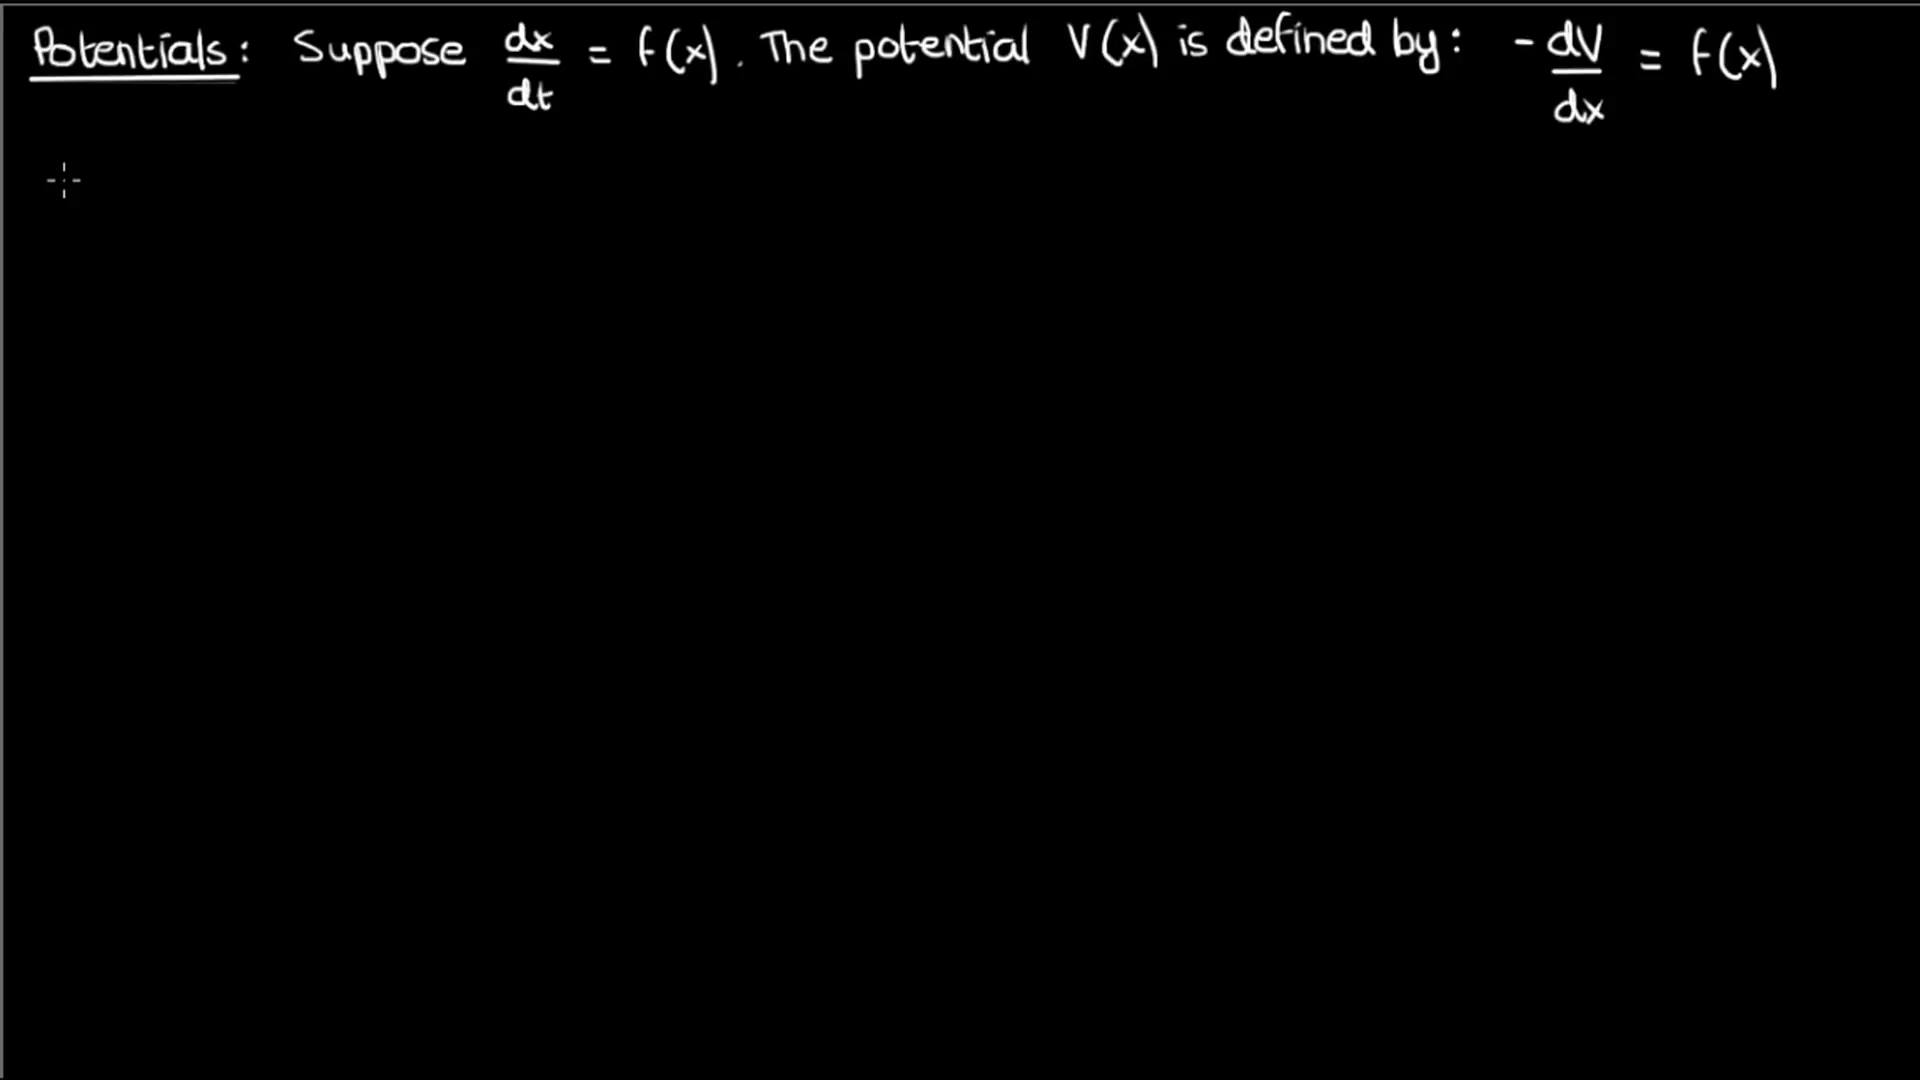 Potentials: Suppose dx/dt = f(x). The potential V(x) is defined by: -dV/dx = f(x)